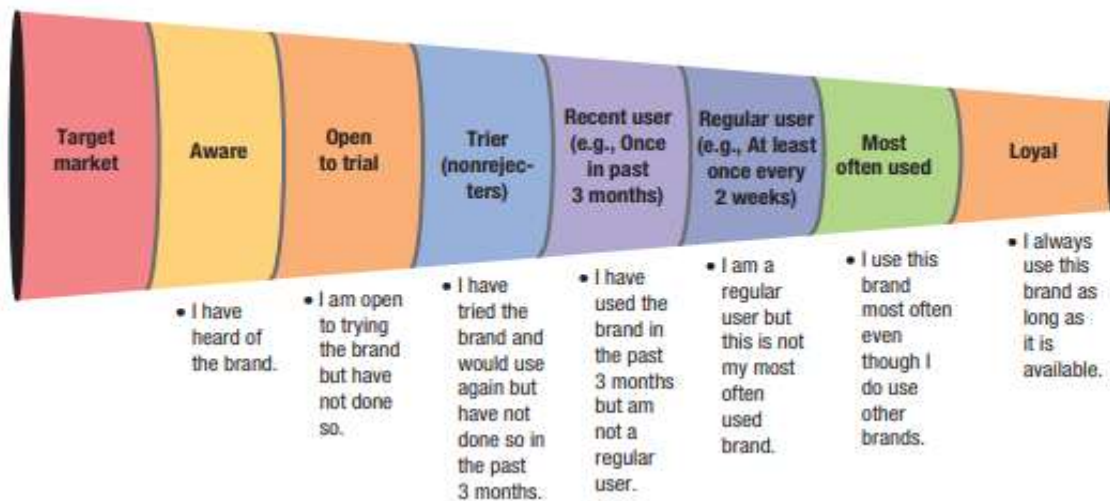 Target
market
Aware
Open
to trial
Trier
(nonrejec-
ters)
Recent user
(e.g., Once
in past
3 months)
Regular user
(e.g., At least
once every
2 weeks)
Most
often used
Loyal
• I have
heard of
the brand.
• I am open
to trying
the brand
but have
not done
so.
• I have
tried the
brand and
would use
again but
have not
done so in
the past
3 months.
• I have
used the
brand in
the past
3 months
but am
not a
regular
user.
• I am a
regular
user but
this is not
my most
often
used
brand.
• I use this
brand
most often
even
though I
do use
other
brands.
• I always
use this
brand as
long as
it is
available.